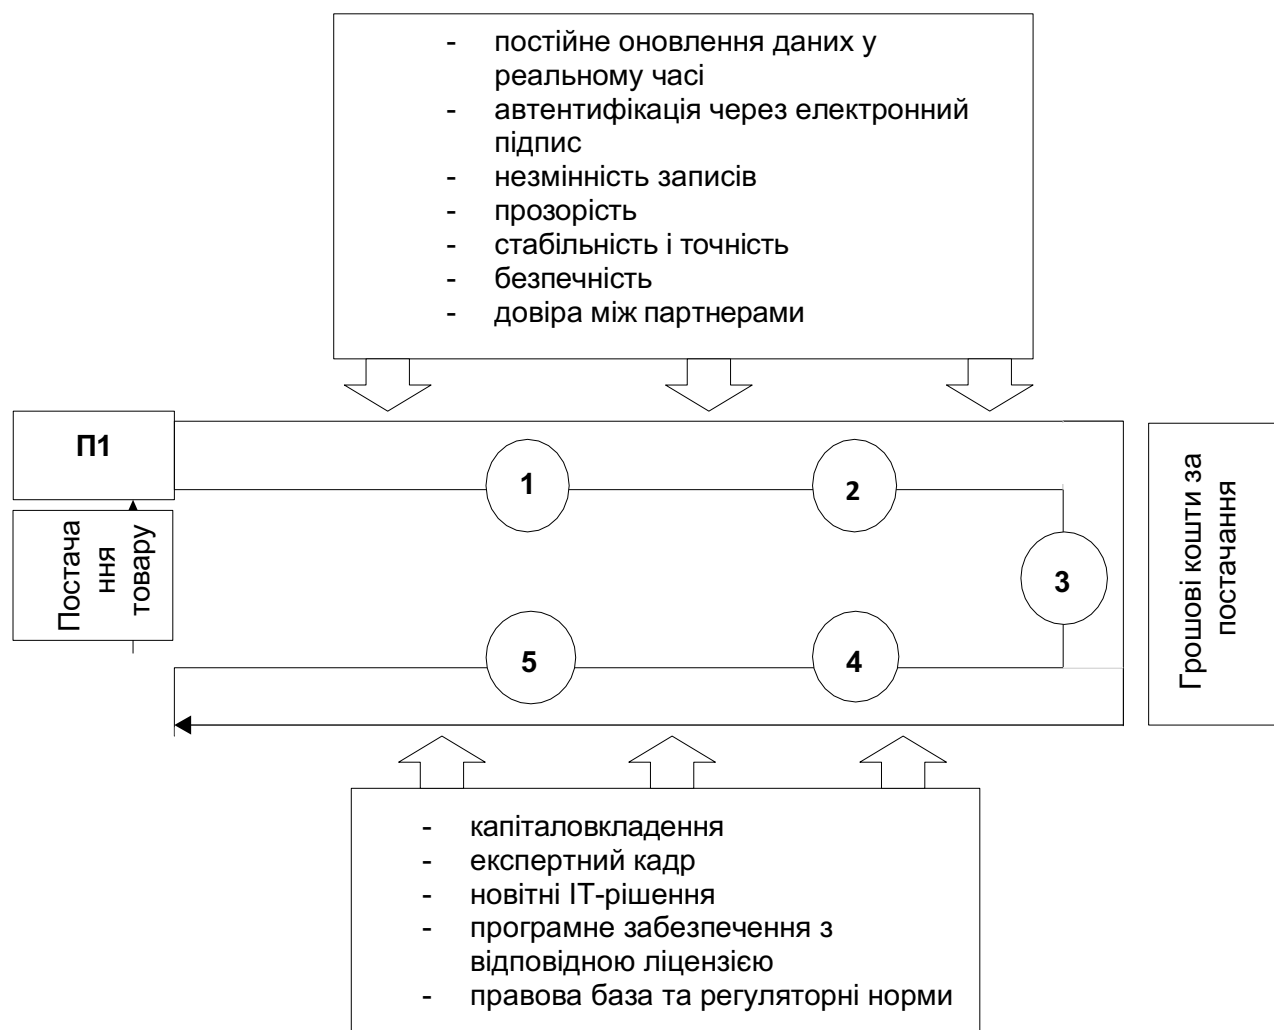 - постійне оновлення даних у
реальному часі
- автентифікація через електронний
підпис
- незмінність записів
- прозорість
- стабільність і точність
- безпечність
- довіра між партнерами
П1
Постача
ння
товару
1
2
3
4
5
Грошові кошти за
постачання
- капіталовкладення
- експертний кадр
- новітні ІТ-рішення
- програмне забезпечення з
відповідною ліцензією
- правова база та регуляторні норми